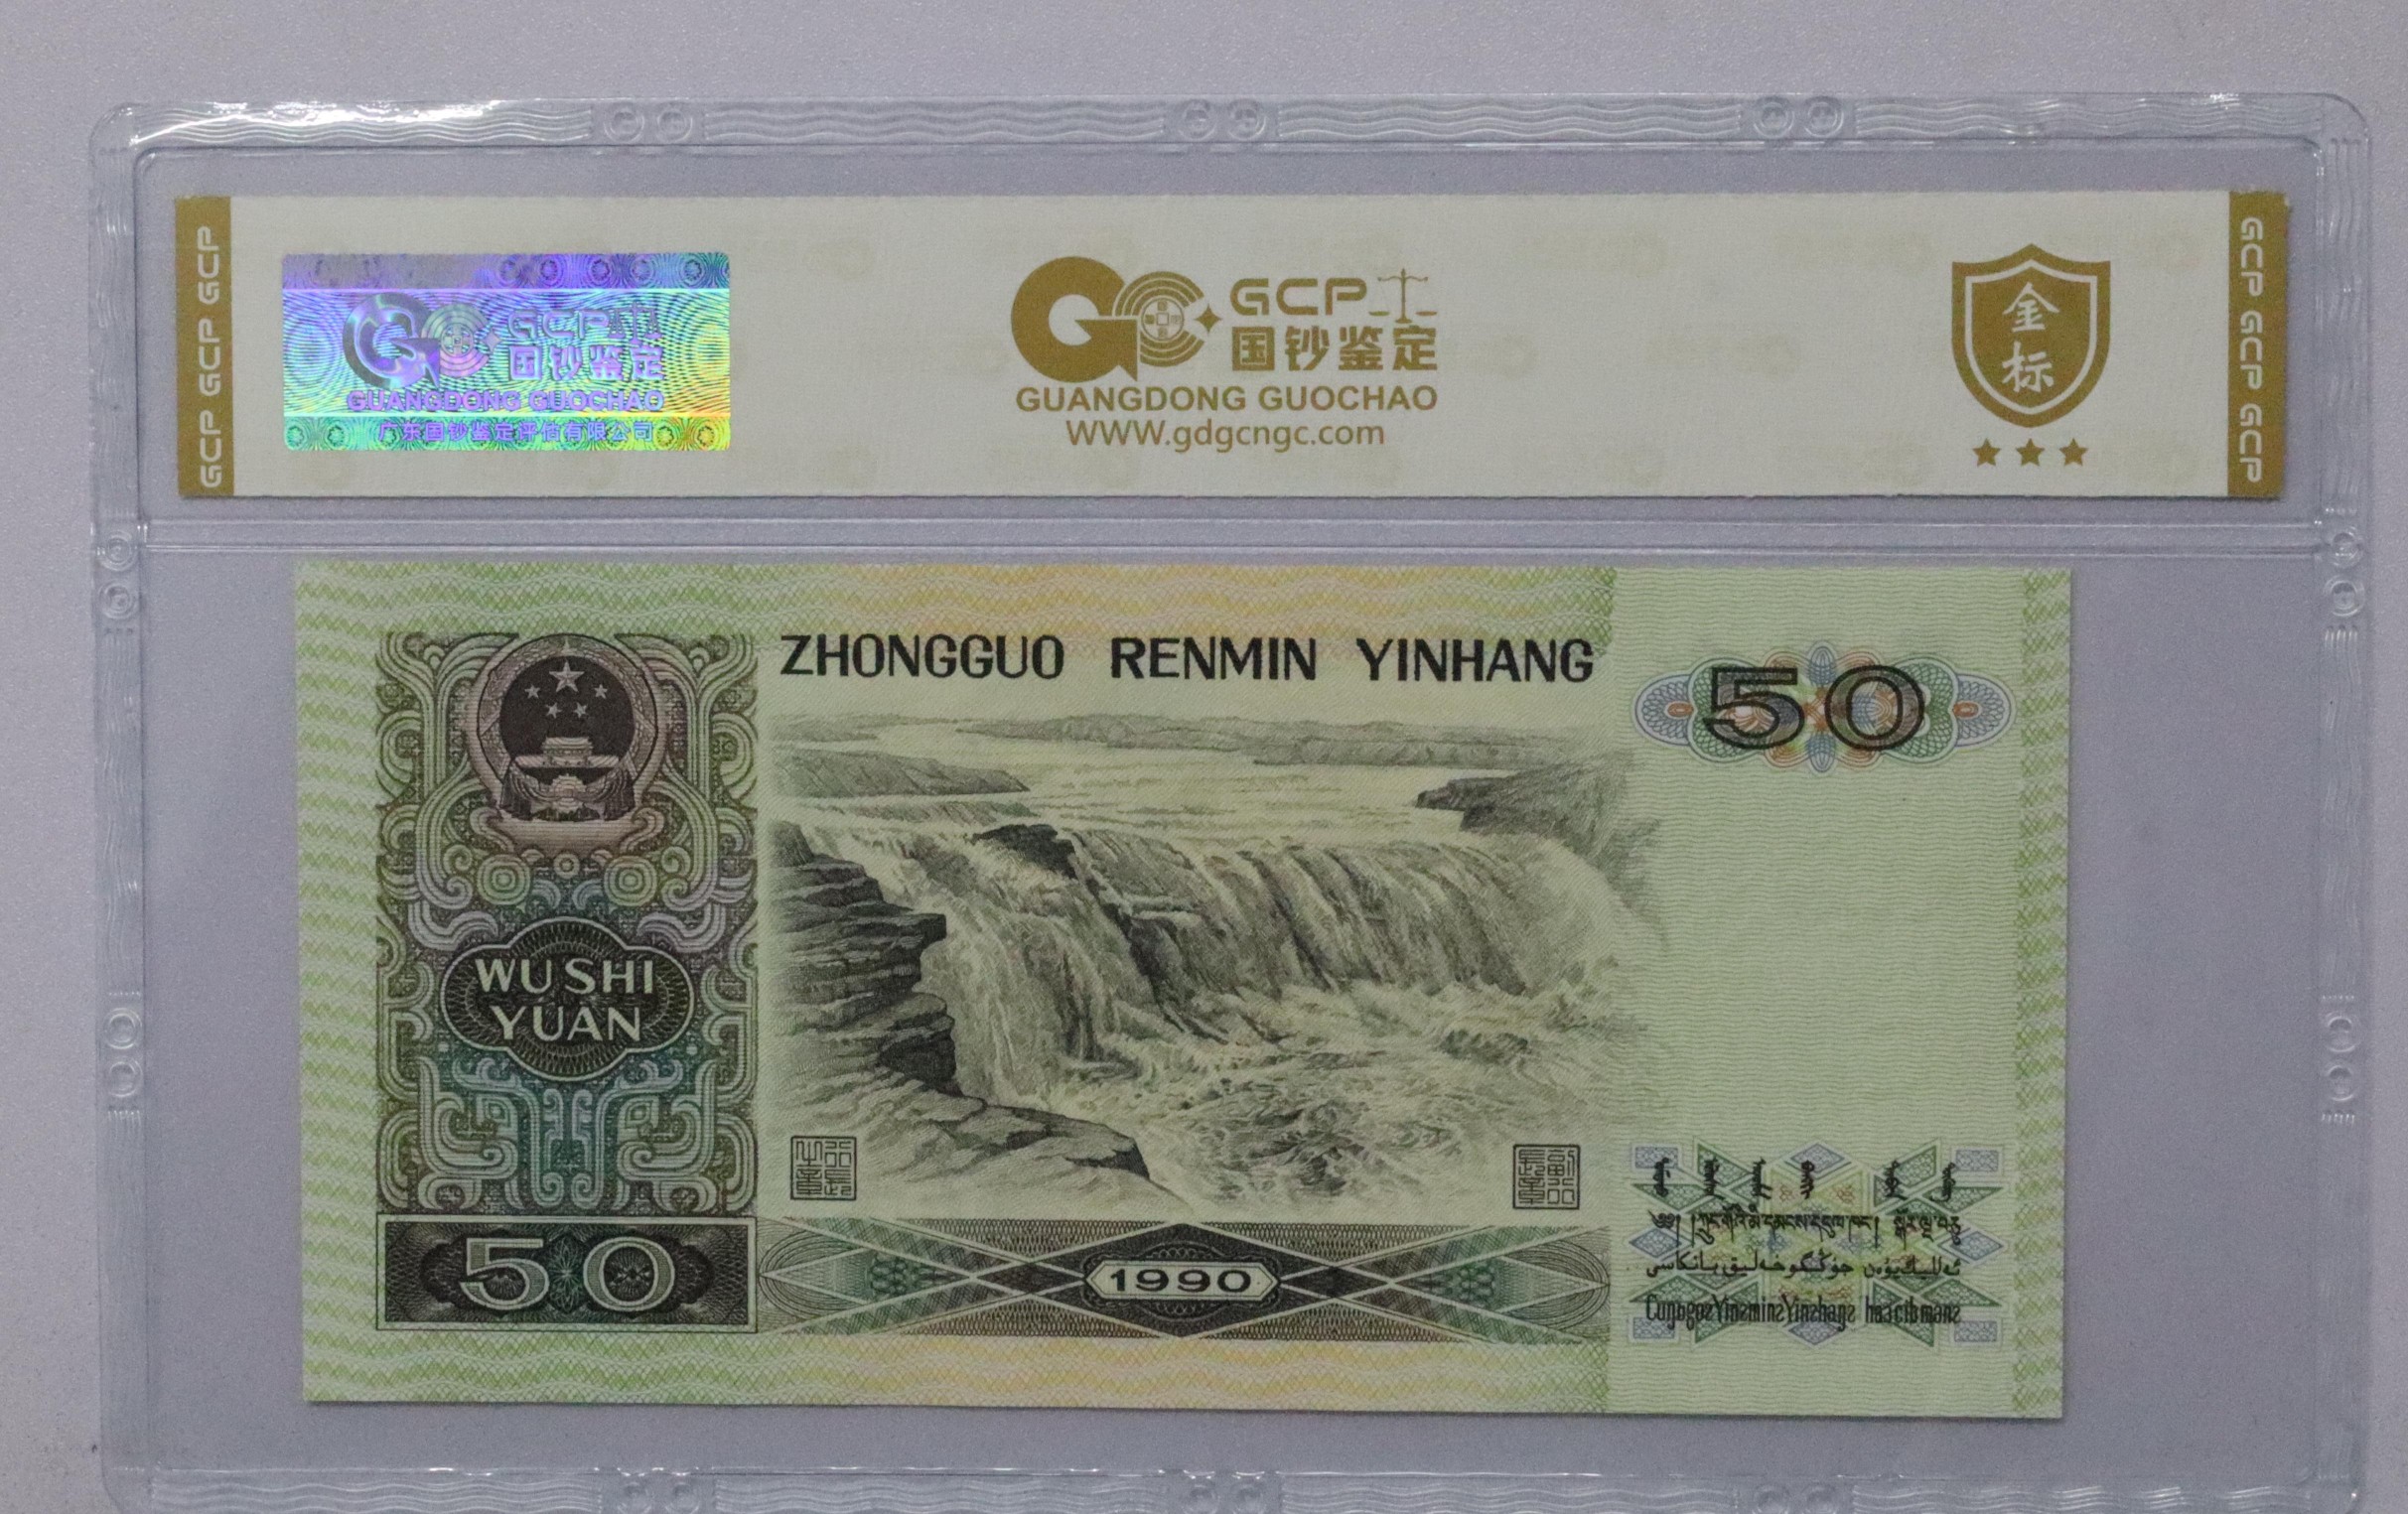 GCP GCP GCP
GCP
国钞鉴定
GUANGDONG GUOCHAO
广东国钞鉴定评估有限公司
GCP
国钞鉴定
GUANGDONG GUOCHAO
WWW.gdgcngc.com
金
标
GCP GCP GCP
ZHONGGUO RENMIN YINHANG
50
WU SHI
YUAN
50
1990